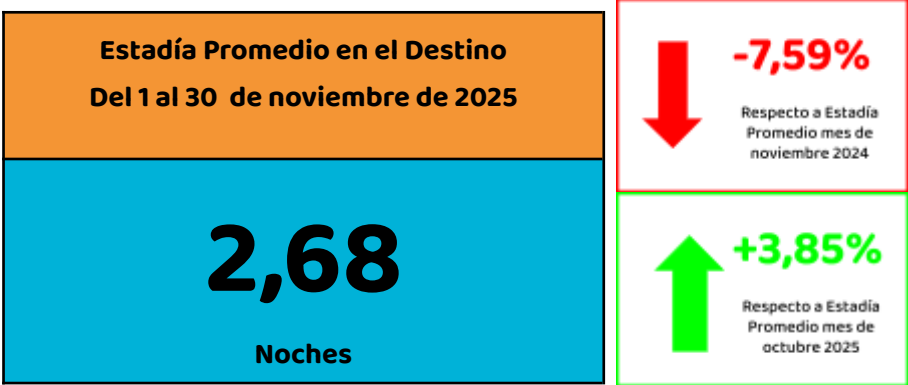 Estadía Promedio en el Destino
Del 1 al 30 de noviembre de 2025
2,68
Noches
-7,59%
Respecto a Estadía
Promedio mes de
noviembre 2024
+3,85%
Respecto a Estadía
Promedio mes de
octubre 2025